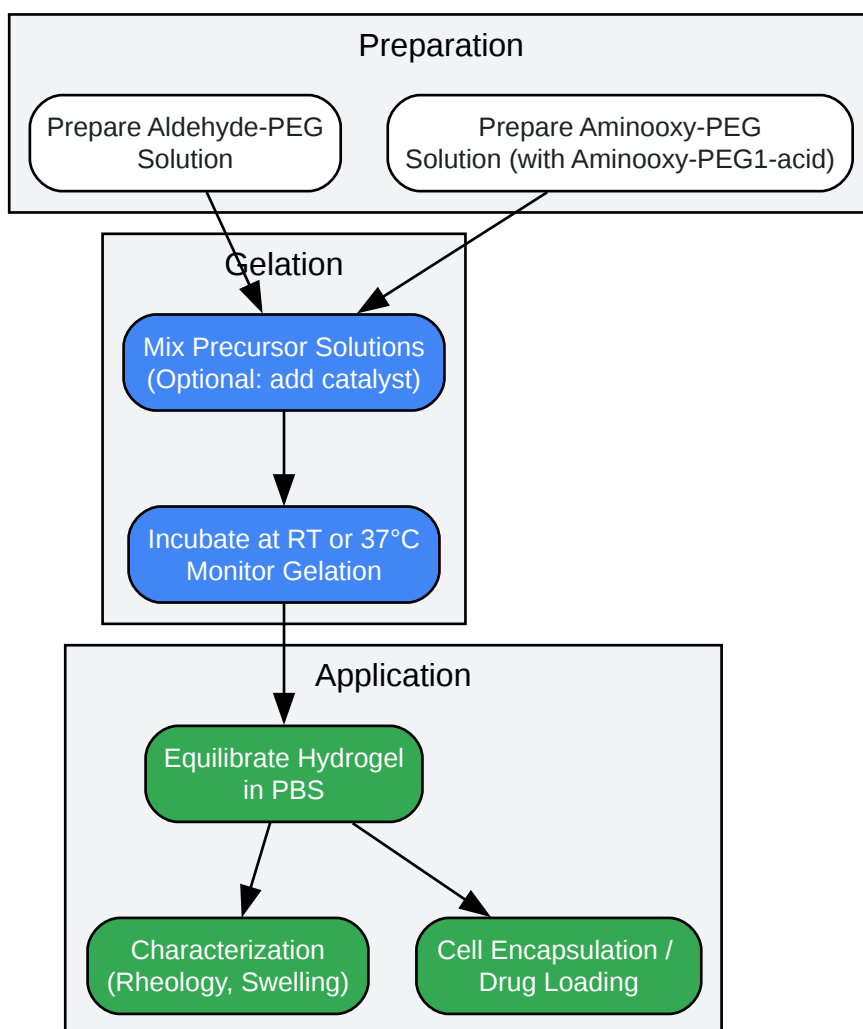 Preparation
Prepare Aldehyde-PEG
Solution
Prepare Aminooxy-PEG
Solution (with Aminooxy-PEG1-acid)
Gelation
Mix Precursor Solutions
(Optional: add catalyst)
Incubate at RT or 37°C
Monitor Gelation
Application
Equilibrate Hydrogel
in PBS
Characterization
(Rheology, Swelling)
Cell Encapsulation /
Drug Loading